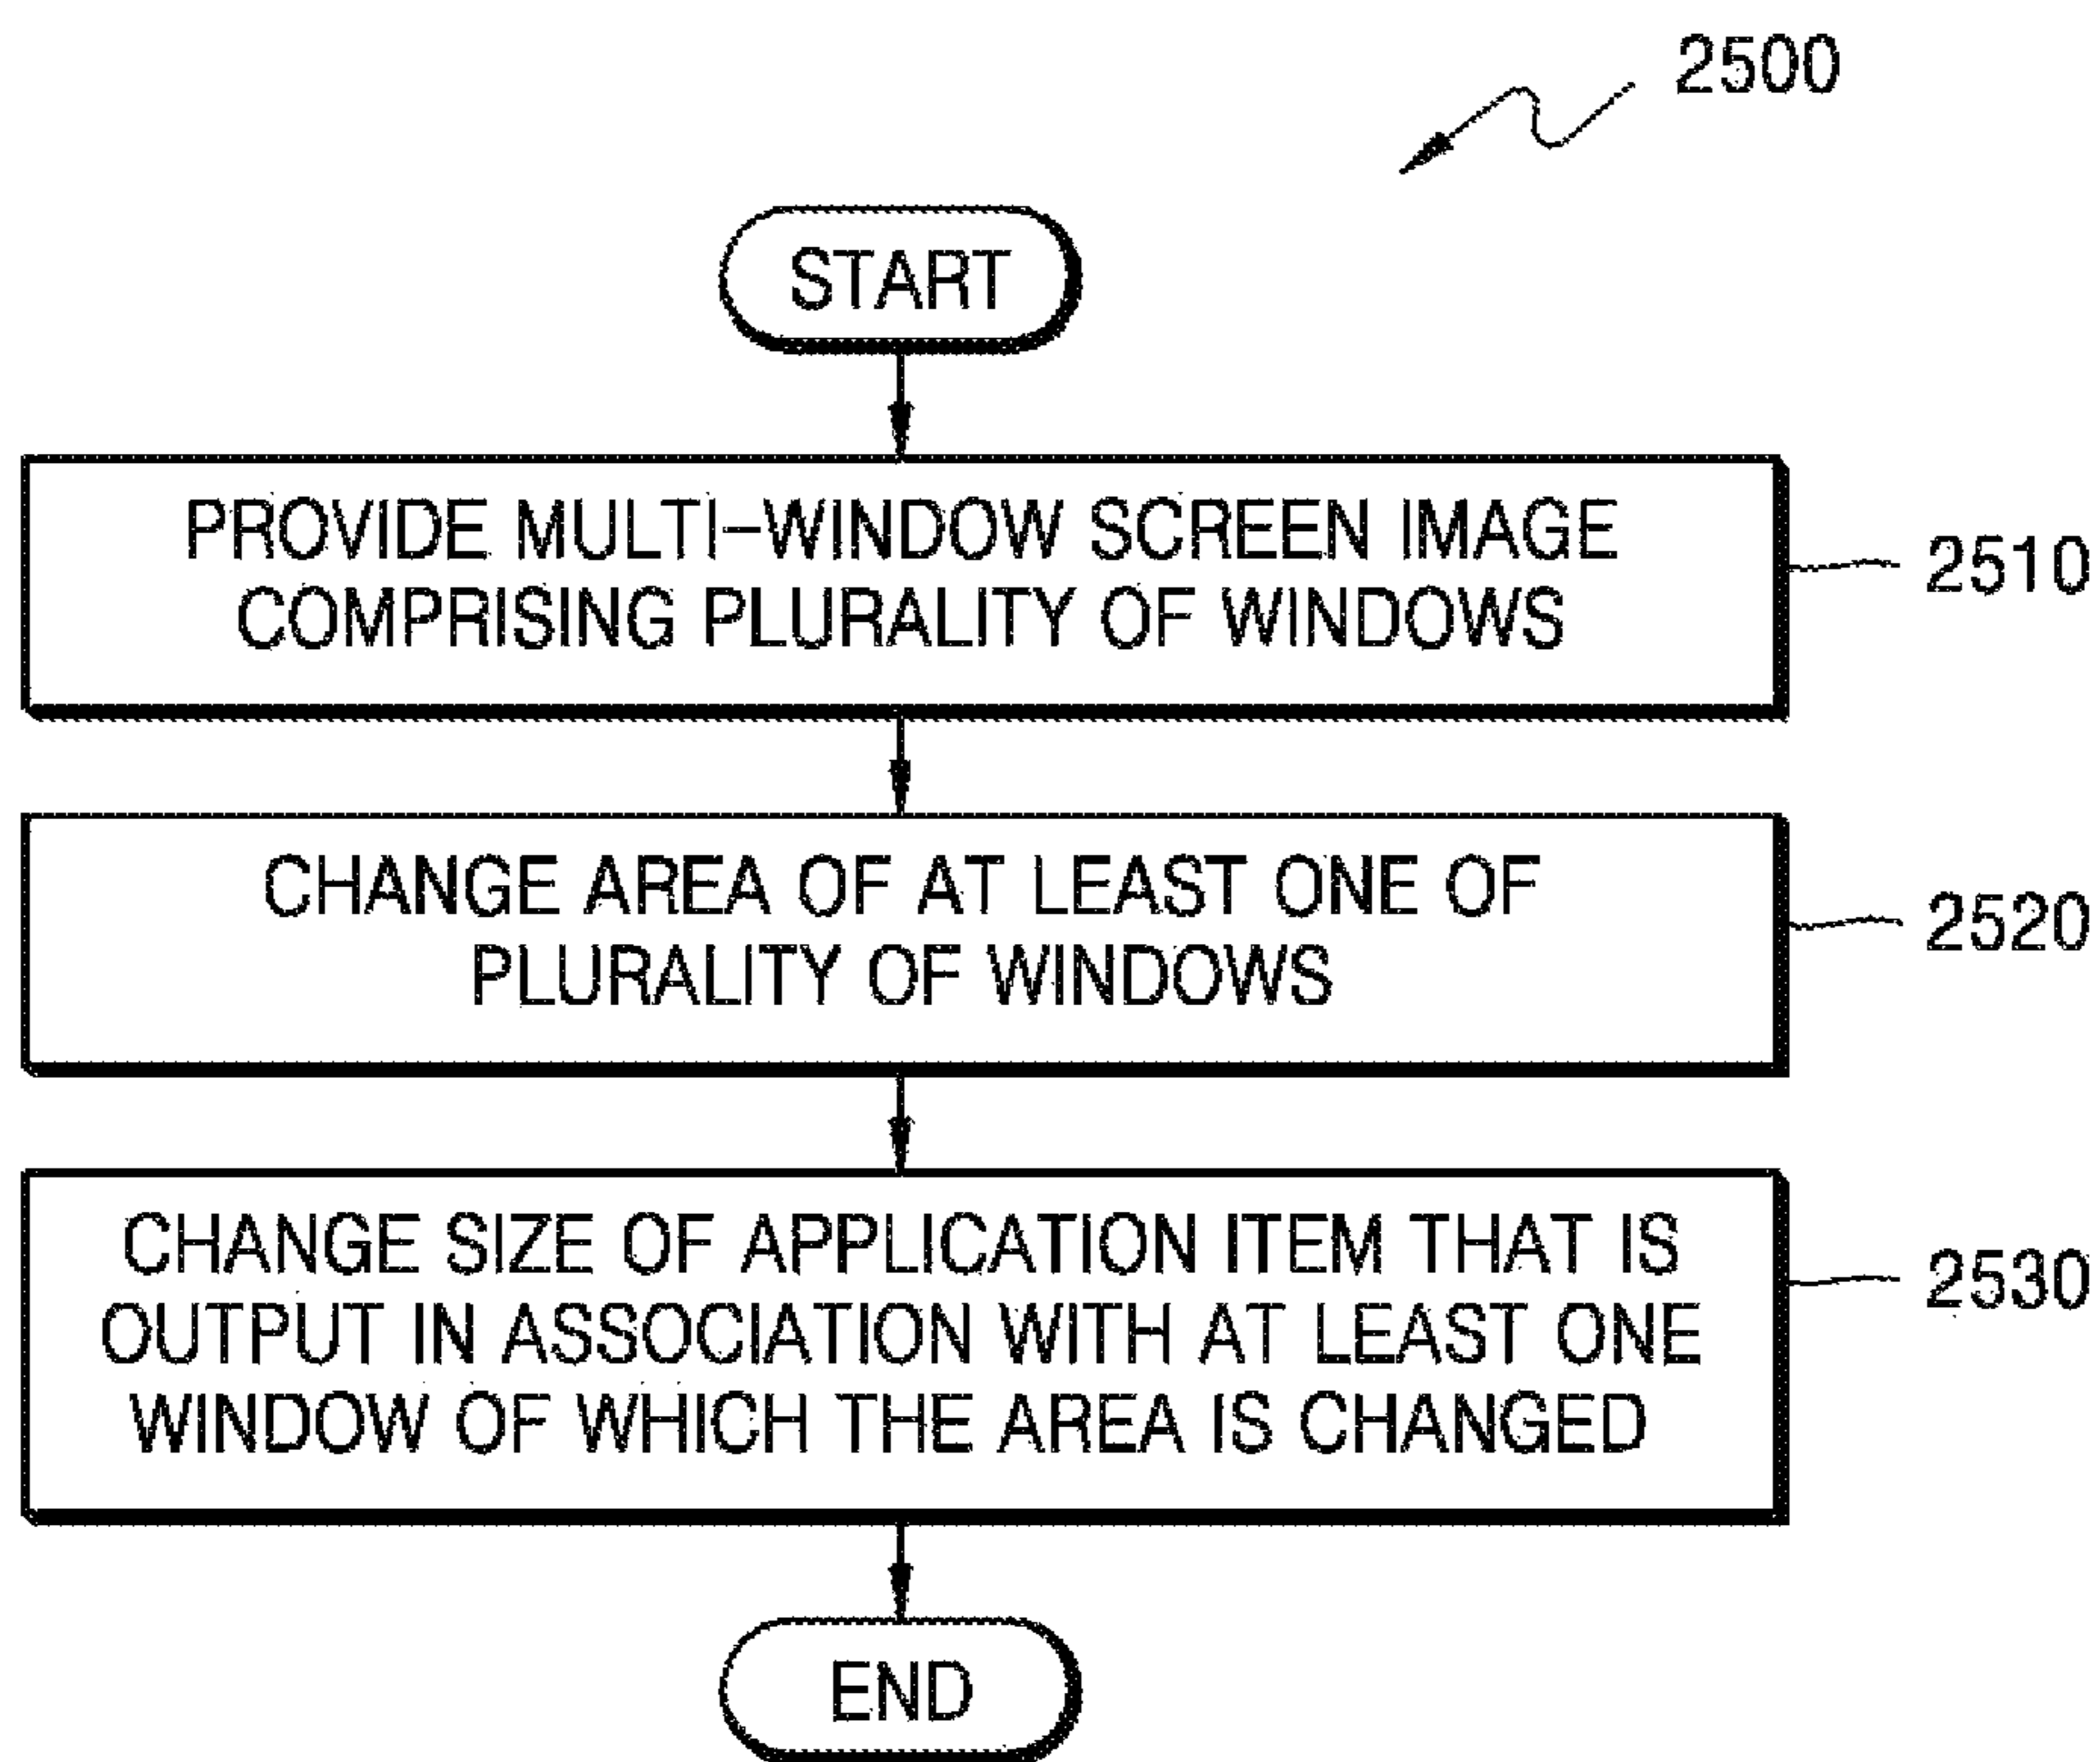 2500
START
PROVIDE MULTI-WINDOW SCREEN IMAGE
COMPRISING PLURALITY OF WINDOWS
2510
CHANGE AREA OF AT LEAST ONE OF
PLURALITY OF WINDOWS
2520
CHANGE SIZE OF APPLICATION ITEM THAT IS
OUTPUT IN ASSOCIATION WITH AT LEAST ONE
WINDOW OF WHICH THE AREA IS CHANGED
2530
END